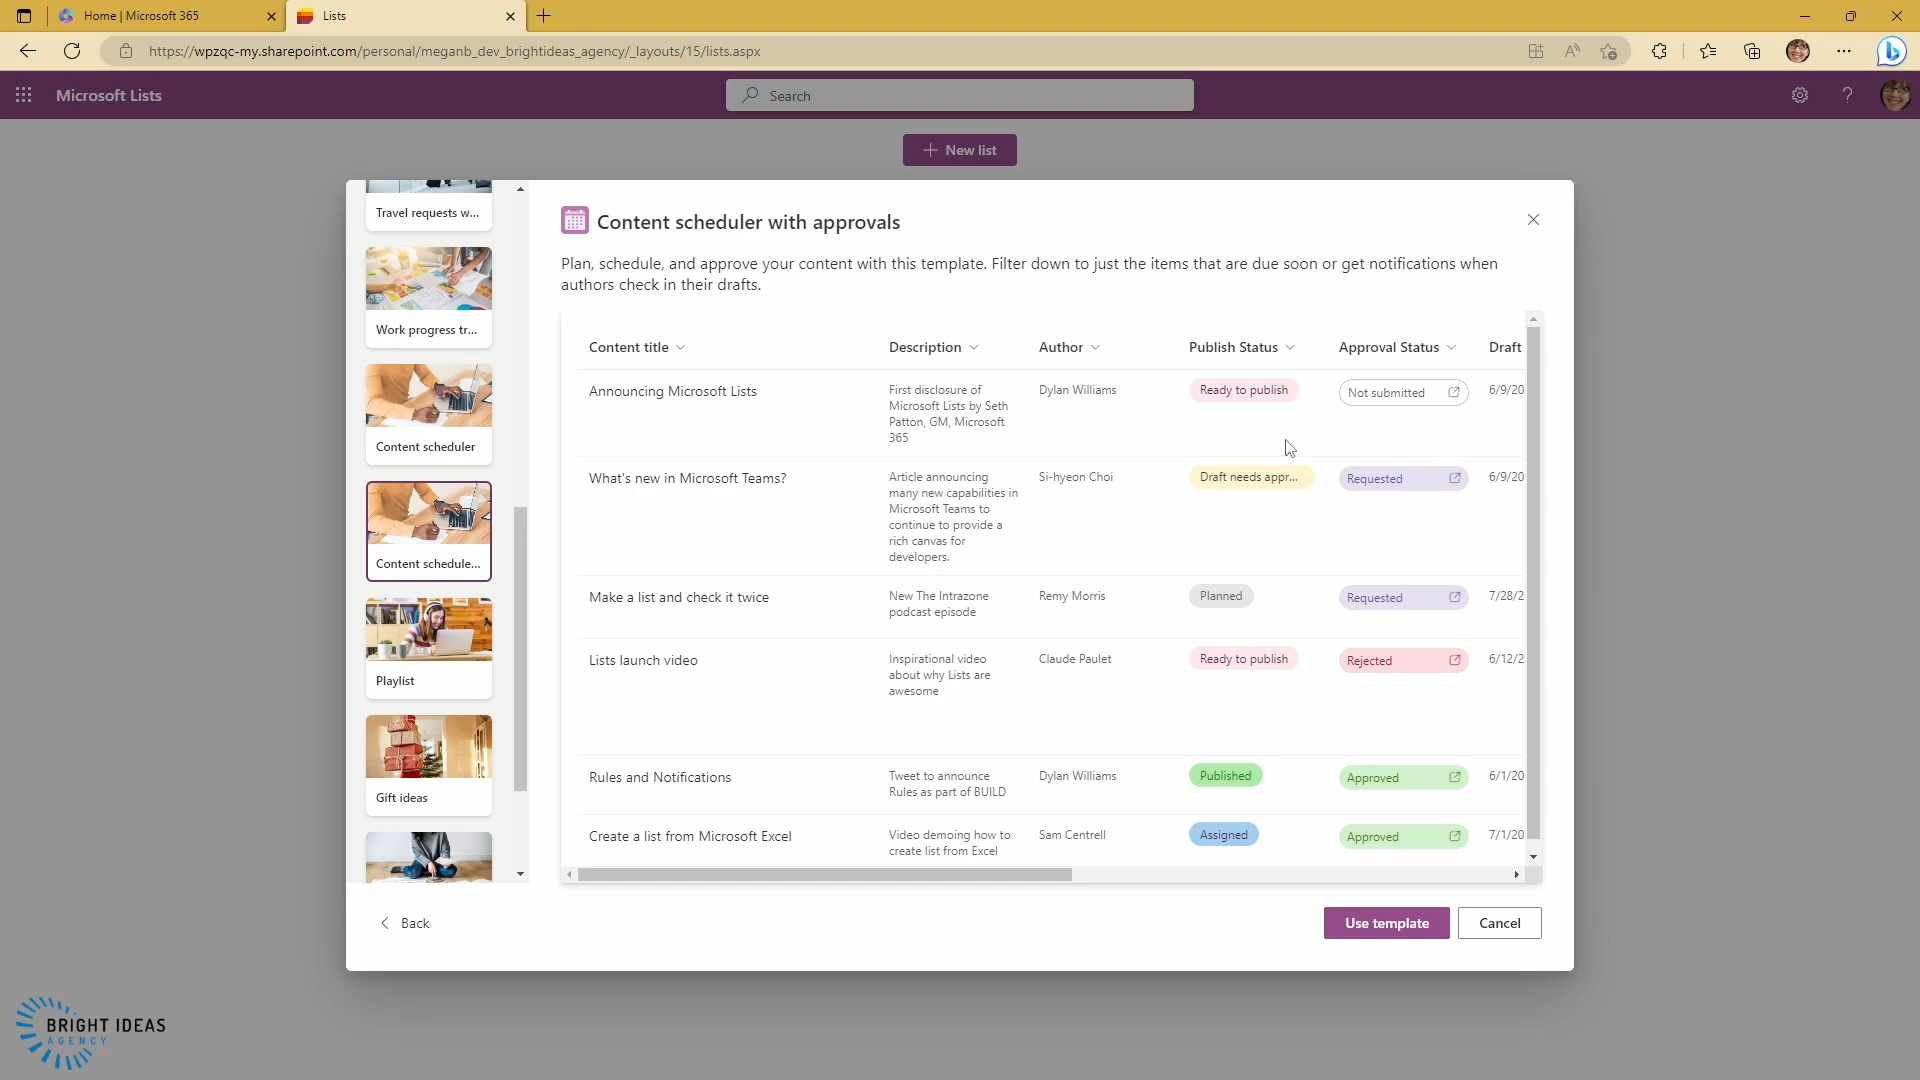 Home | Microsoft 365
Lists
https://wpzqc-my.sharepoint.com/personal/meganb_dev_brightideas_agency/_layouts/15/lists.aspx
Microsoft Lists
Search
New list
Travel requests w...
Work progress tr...
Content scheduler
Content schedule...
Playlist
Gift ideas
Content scheduler with approvals
Plan, schedule, and approve your content with this template. Filter down to just the items that are due soon or get notifications when
authors check in their drafts.
Content title Description Author Publish Status Approval Status Draft
Announcing Microsoft Lists
First disclosure of
Microsoft Lists by Seth
Patton, GM, Microsoft
365
Dylan Williams
Ready to publish
Not submitted
6/9/20
What's new in Microsoft Teams?
Article announcing
many new capabilities in
Microsoft Teams to
continue to provide a
rich canvas for
developers.
Si-hyeon Choi
Draft needs appr...
Requested
6/9/20
Make a list and check it twice
New The Intrazone
podcast episode
Remy Morris
Planned
Requested
7/28/2
Lists launch video
Inspirational video
about why Lists are
awesome
Claude Paulet
Ready to publish
Rejected
6/12/2
Rules and Notifications
Tweet to announce
Rules as part of BUILD
Dylan Williams
Published
Approved
6/1/20
Create a list from Microsoft Excel
Video demoing how to
create list from Excel
Sam Centrell
Assigned
Approved
7/1/20
Back
Use template
Cancel
BRIGHT IDEAS
AGENCY